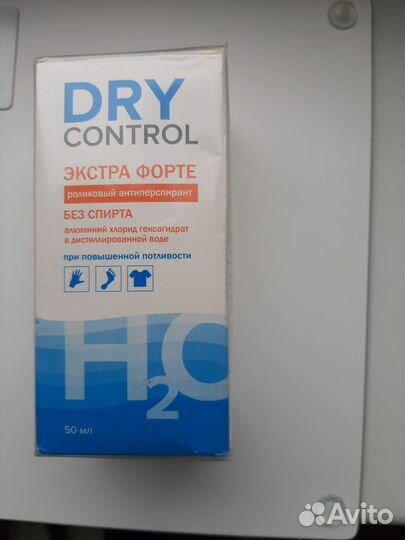 DRY
CONTROL
ЭКСТРА ФОРТЕ
роликовый антиперспирант
БЕЗ СПИРТА
алюминий хлорид гексагидрат
в дистиллированной воде
при повышенной потливости
H2O
50 мл
Avito